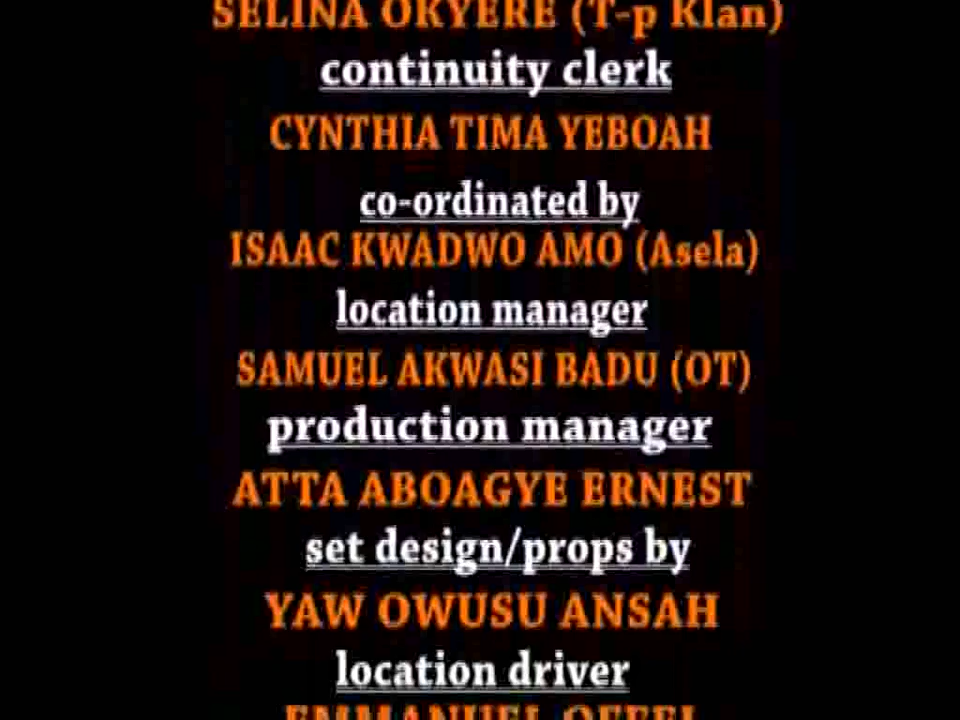 SELINA OKYERE (T-p Klan)
continuity clerk
CYNTHIA TIMA YEBOAH
co-ordinated by
ISAAC KWADWO AMO (Asela)
location manager
SAMUEL AKWASI BADU (OT)
production manager
ATTA ABOAGYE ERNEST
set design/props by
YAW OWUSU ANSAH
location driver
EMMANUEL